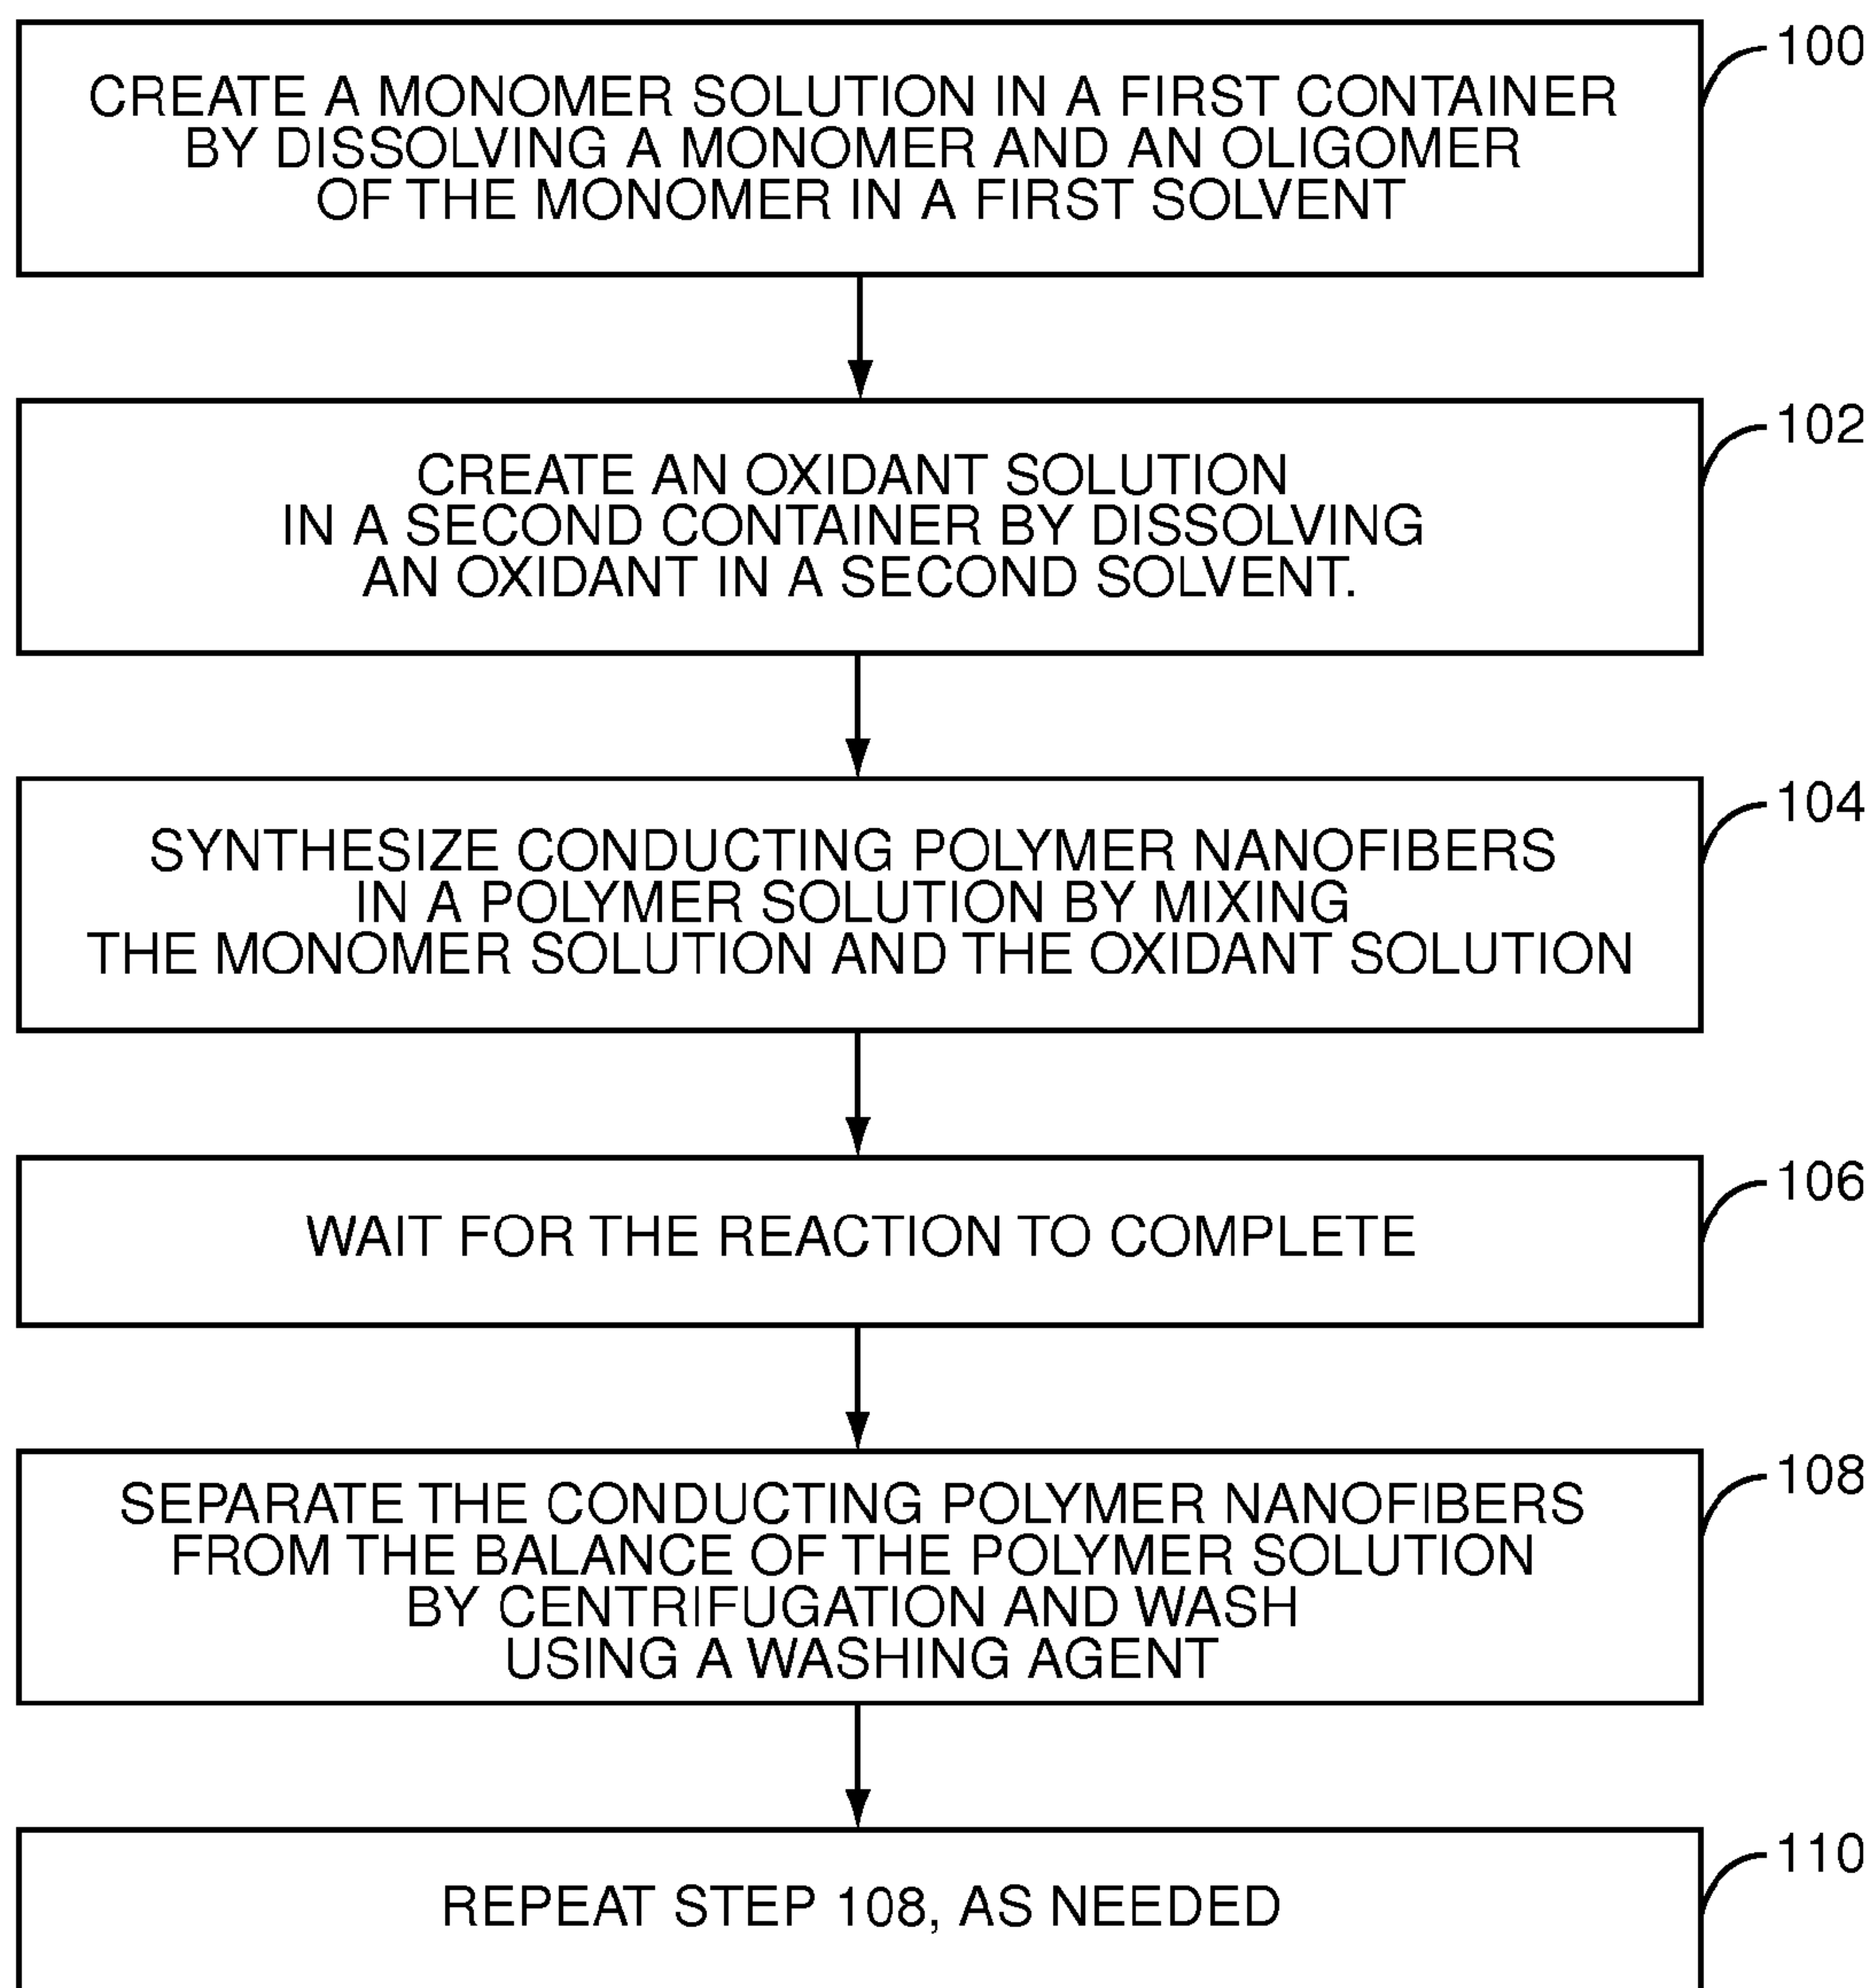 100
CREATE A MONOMER SOLUTION IN A FIRST CONTAINER
BY DISSOLVING A MONOMER AND AN OLIGOMER
OF THE MONOMER IN A FIRST SOLVENT
102
CREATE AN OXIDANT SOLUTION
IN A SECOND CONTAINER BY DISSOLVING
AN OXIDANT IN A SECOND SOLVENT.
104
SYNTHESIZE CONDUCTING POLYMER NANOFIBERS
IN A POLYMER SOLUTION BY MIXING
THE MONOMER SOLUTION AND THE OXIDANT SOLUTION
106
WAIT FOR THE REACTION TO COMPLETE
108
SEPARATE THE CONDUCTING POLYMER NANOFIBERS
FROM THE BALANCE OF THE POLYMER SOLUTION
BY CENTRIFUGATION AND WASH
USING A WASHING AGENT
110
REPEAT STEP 108, AS NEEDED